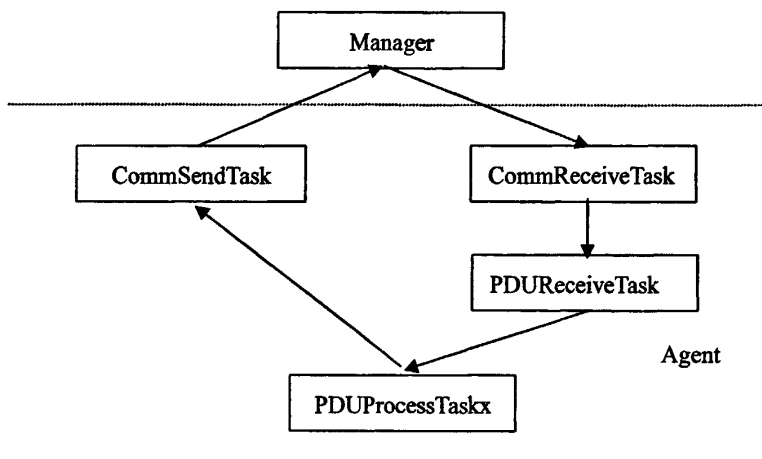 Manager
CommSendTask
CommReceiveTask
PDUReceiveTask
Agent
PDUProcessTaskx